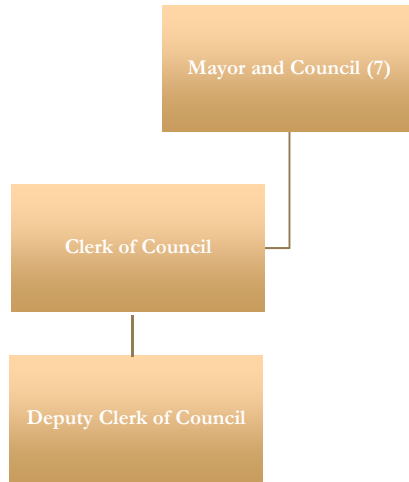 Mayor and Council (7)
Clerk of Council
Deputy Clerk of Council